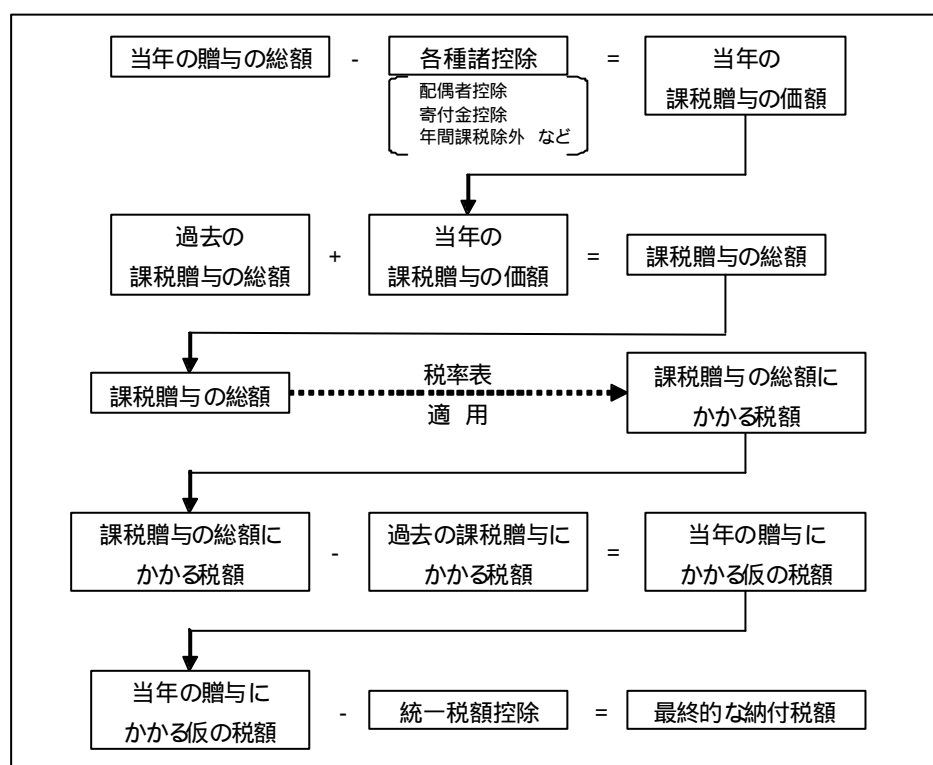 当年の贈与の総額 - 各種諸控除 = 当年の
課税贈与の価額
配偶者控除
寄付金控除
年間課税除外 など
過去の
課税贈与の総額
+
当年の
課税贈与の価額
=
課税贈与の総額
課税贈与の総額
税率表
適 用
課税贈与の総額に
かかる税額
課税贈与の総額に
かかる税額
-
過去の課税贈与に
かかる税額
=
当年の贈与に
かかる仮の税額
当年の贈与に
かかる仮の税額
-
統一税額控除
=
最終的な納付税額